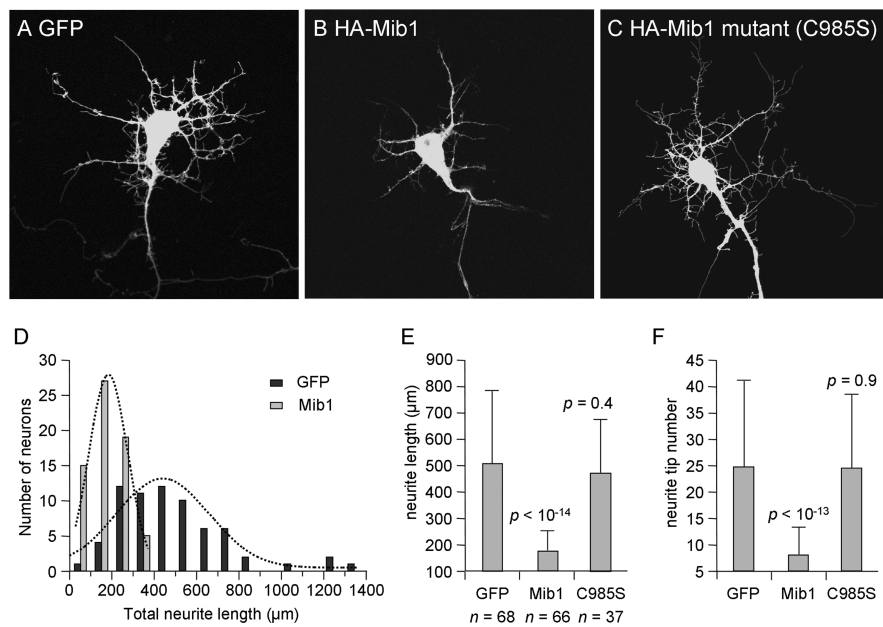 A GFP
B HA-Mib1
C HA-Mib1 mutant (C985S)
D
Number of neurons
30
25
20
15
10
5
0
GFP
Mib1
0 200 400 600 800 1000 1200 1400
Total neurite length (µm)
E
neurite length (µm)
900
800
700
600
500
400
300
200
100
p < 10-14
p = 0.4
GFP Mib1 C985S
n = 68 n = 66 n = 37
F
neurite tip number
45
40
35
30
25
20
15
10
5
p < 10-13
p = 0.9
GFP Mib1 C985S